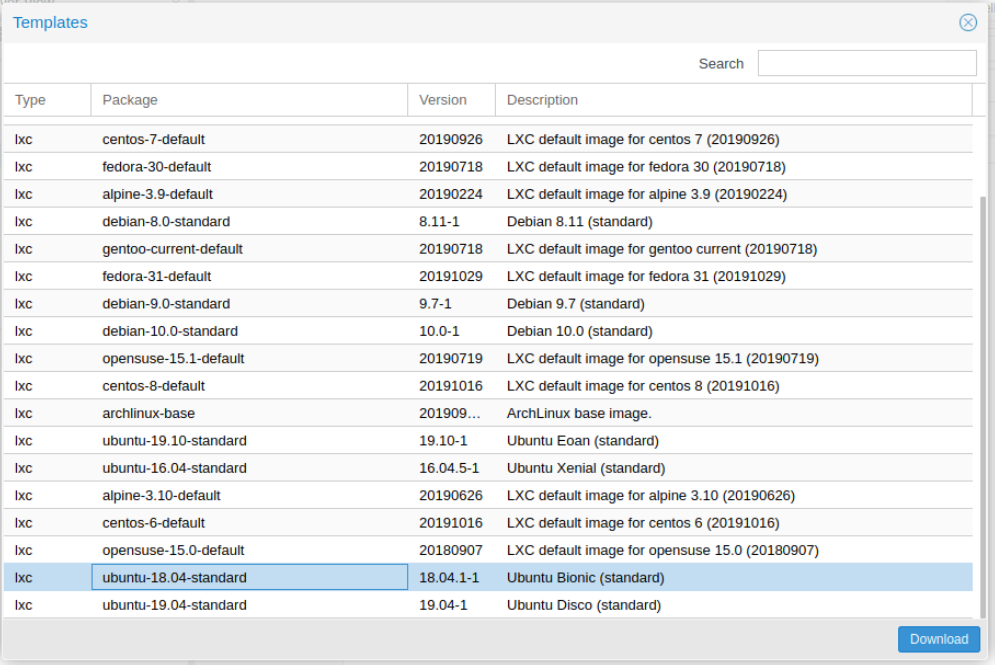 Templates
Search
Type Package Version Description
lxc centos-7-default 20190926 LXC default image for centos 7 (20190926)
lxc fedora-30-default 20190718 LXC default image for fedora 30 (20190718)
lxc alpine-3.9-default 20190224 LXC default image for alpine 3.9 (20190224)
lxc debian-8.0-standard 8.11-1 Debian 8.11 (standard)
lxc gentoo-current-default 20190718 LXC default image for gentoo current (20190718)
lxc fedora-31-default 20191029 LXC default image for fedora 31 (20191029)
lxc debian-9.0-standard 9.7-1 Debian 9.7 (standard)
lxc debian-10.0-standard 10.0-1 Debian 10.0 (standard)
lxc opensuse-15.1-default 20190719 LXC default image for opensuse 15.1 (20190719)
lxc centos-8-default 20191016 LXC default image for centos 8 (20191016)
lxc archlinux-base 201909... ArchLinux base image.
lxc ubuntu-19.10-standard 19.10-1 Ubuntu Eoan (standard)
lxc ubuntu-16.04-standard 16.04.5-1 Ubuntu Xenial (standard)
lxc alpine-3.10-default 20190626 LXC default image for alpine 3.10 (20190626)
lxc centos-6-default 20191016 LXC default image for centos 6 (20191016)
lxc opensuse-15.0-default 20180907 LXC default image for opensuse 15.0 (20180907)
lxc ubuntu-18.04-standard 18.04.1-1 Ubuntu Bionic (standard)
lxc ubuntu-19.04-standard 19.04-1 Ubuntu Disco (standard)
Download